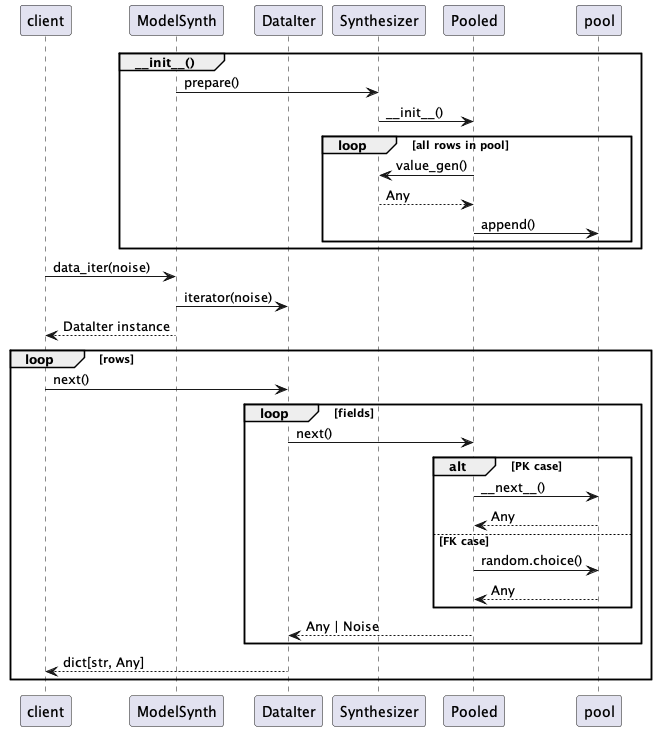 client ModelSynth DataIter Synthesizer Pooled pool
__init__()
prepare()
__init__()
loop [all rows in pool]
value_gen()
Any
append()
data_iter(noise)
iterator(noise)
DataIter instance
loop [rows]
next()
loop [fields]
next()
alt [PK case]
__next__()
Any
[FK case]
random.choice()
Any
Any | Noise
dict[str, Any]
client ModelSynth DataIter Synthesizer Pooled pool